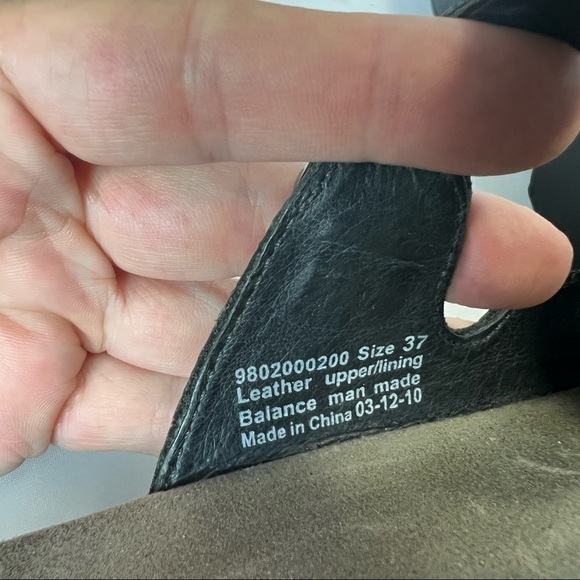 9802000200 Size 37
Leather upper/lining
Balance man made
Made in China 03-12-10